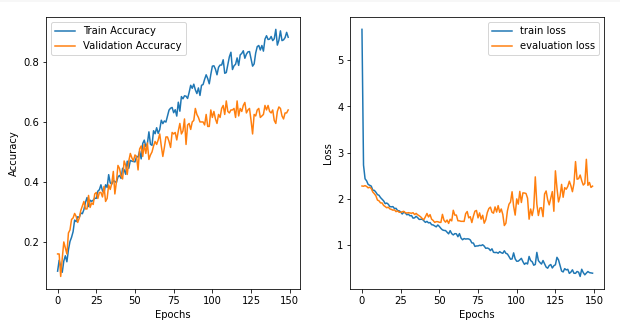 Train Accuracy
Validation Accuracy
0.8
0.6
0.4
0.2
Accuracy
0
25
50
75
100
125
150
Epochs
train loss
evaluation loss
5
4
3
2
1
Loss
0
25
50
75
100
125
150
Epochs